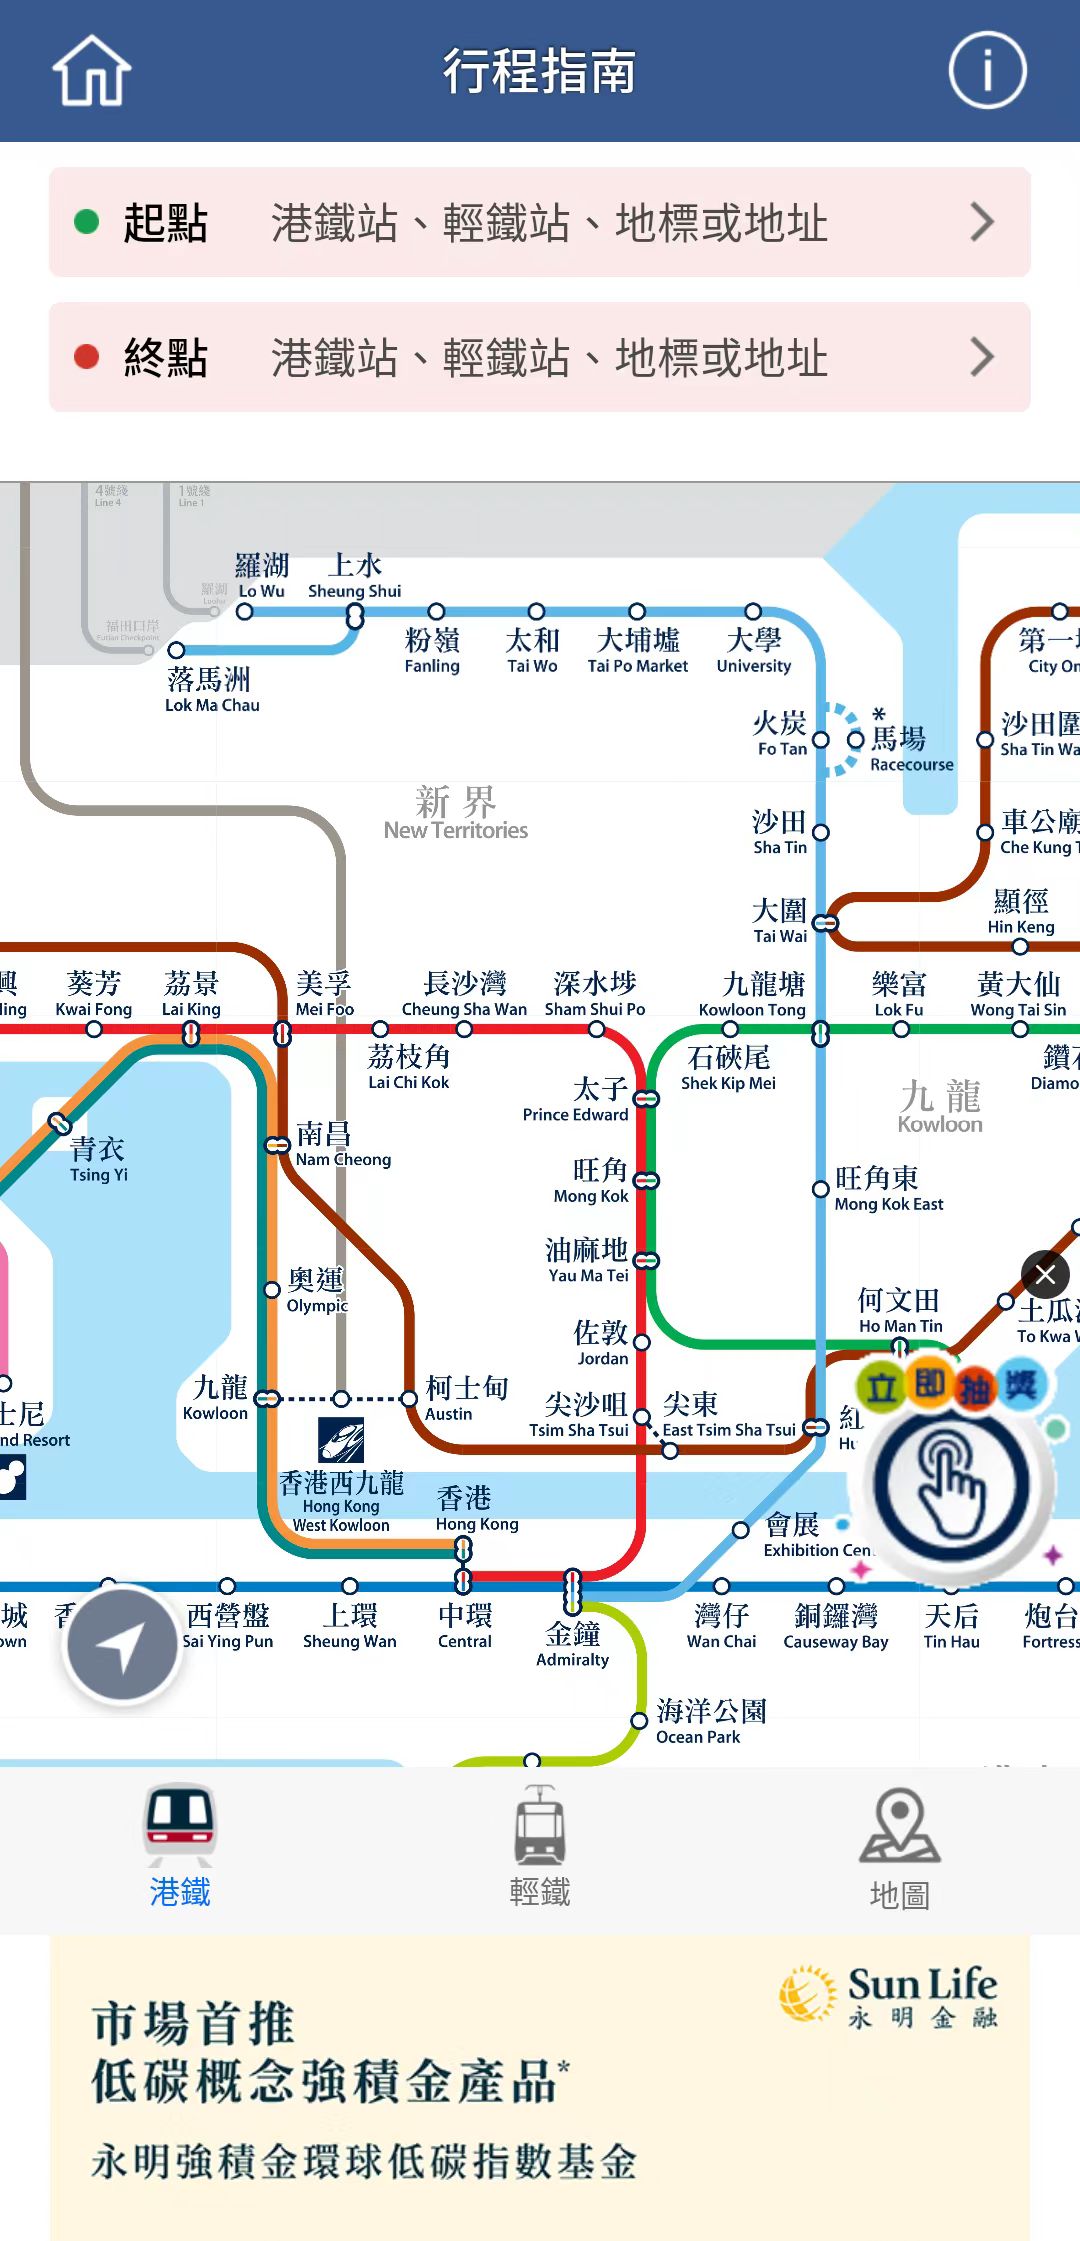 行程指南
起點 港鐵站、輕鐵站、地標或地址
終點 港鐵站、輕鐵站、地標或地址
4號綫
Line 4
1號綫
Line 1
羅湖
Luohu
福田口岸
Futian Checkpoint
羅湖
Lo Wu
上水
Sheung Shui
落馬洲
Lok Ma Chau
粉嶺
Fanling
太和
Tai Wo
大埔墟
Tai Po Market
大學
University
第一
City On
火炭
Fo Tan
*
馬場
Racecourse
沙田圍
Sha Tin Wa
新界
New Territories
沙田
Sha Tin
車公廟
Che Kung T
大圍
Tai Wai
顯徑
Hin Keng
興
ling
葵芳
Kwai Fong
荔景
Lai King
美孚
Mei Foo
長沙灣
Cheung Sha Wan
深水埗
Sham Shui Po
九龍塘
Kowloon Tong
樂富
Lok Fu
黃大仙
Wong Tai Sin
荔枝角
Lai Chi Kok
石硤尾
Shek Kip Mei
鑽石
Diamo
太子
Prince Edward
九龍
Kowloon
青衣
Tsing Yi
南昌
Nam Cheong
旺角
Mong Kok
旺角東
Mong Kok East
油麻地
Yau Ma Tei
奧運
Olympic
何文田
Ho Man Tin
土瓜灣
To Kwa W
佐敦
Jordan
九龍
Kowloon
柯士甸
Austin
尖沙咀
Tsim Sha Tsui
尖東
East Tsim Sha Tsui
紅
Hu
立即抽獎
士尼
nd Resort
香港西九龍
Hong Kong
West Kowloon
香港
Hong Kong
會展
Exhibition Cen
城
own
香
西營盤
Sai Ying Pun
上環
Sheung Wan
中環
Central
金鐘
Admiralty
灣仔
Wan Chai
銅鑼灣
Causeway Bay
天后
Tin Hau
炮台
Fortress
海洋公園
Ocean Park
港鐵
輕鐵
地圖
Sun Life
永明金融
市場首推
低碳概念強積金產品*
永明強積金環球低碳指數基金